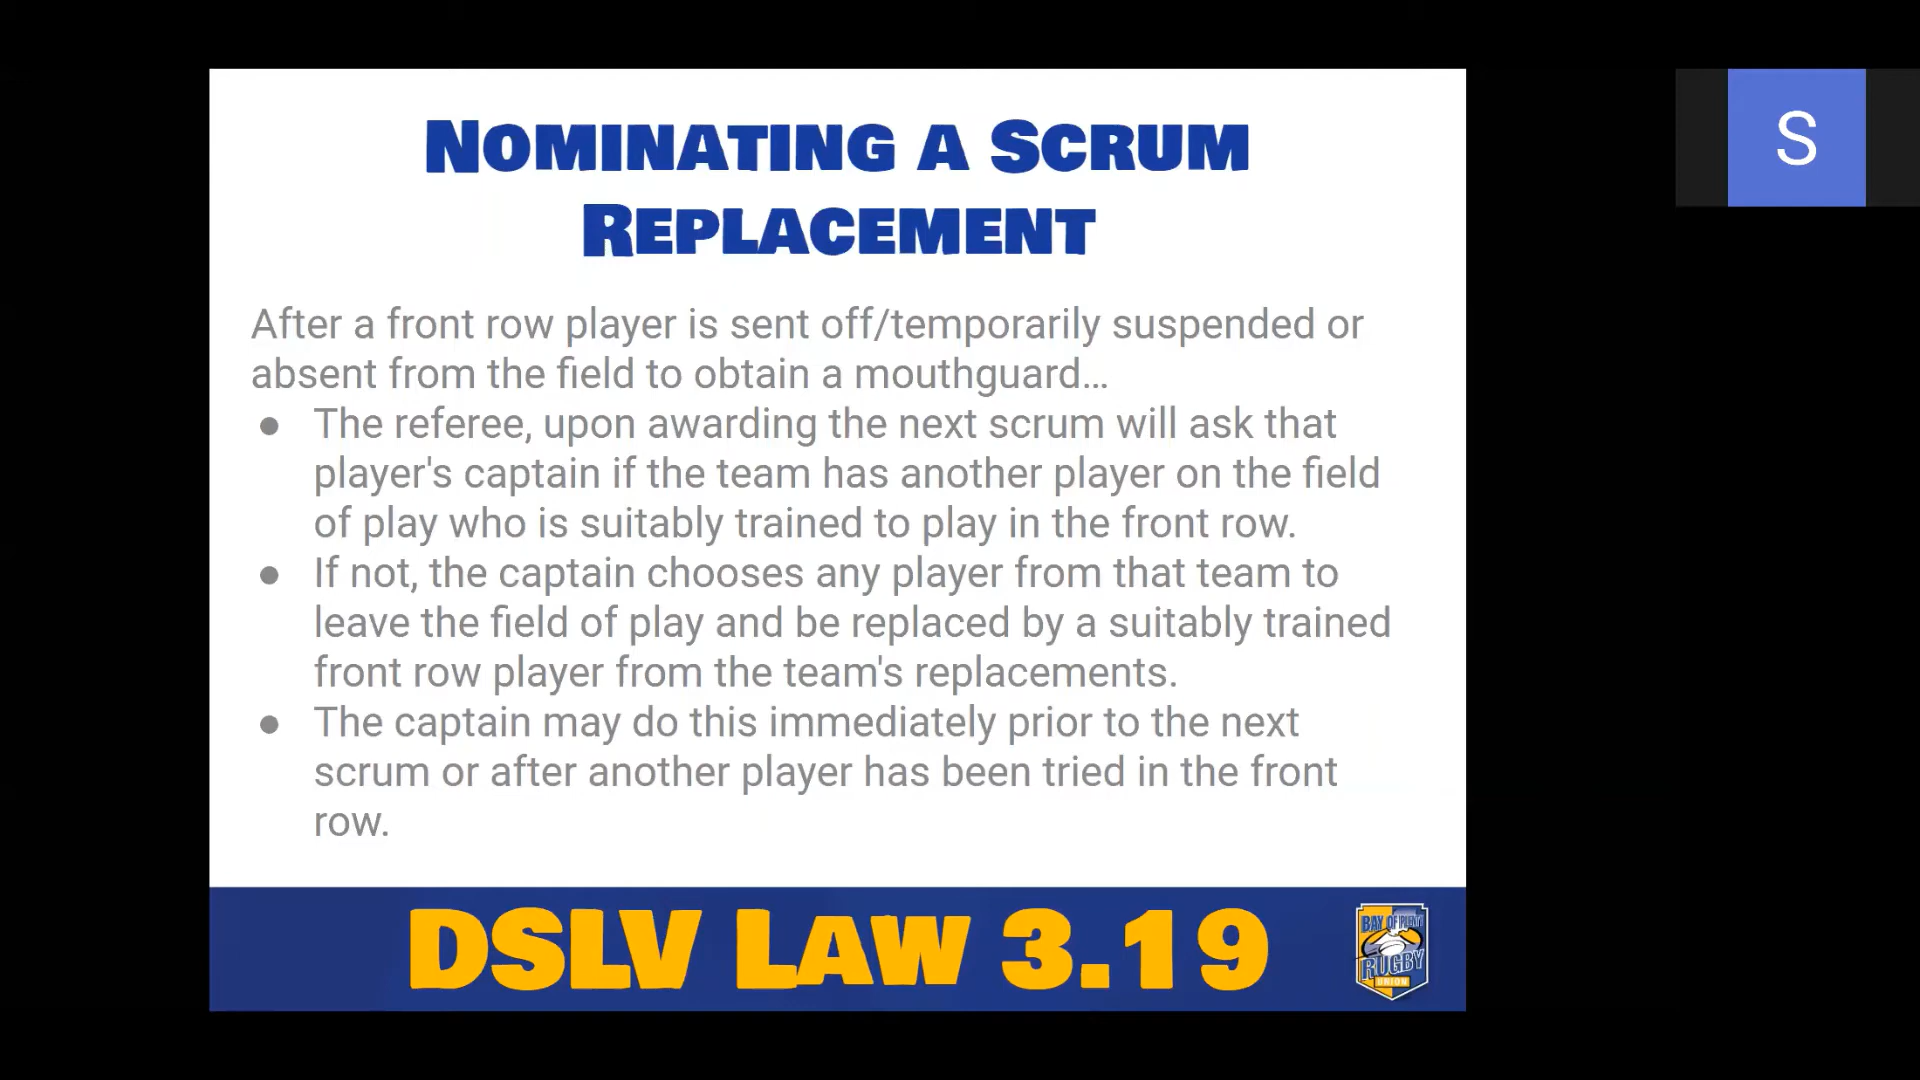 NOMINATING A SCRUM
REPLACEMENT
After a front row player is sent off/temporarily suspended or
absent from the field to obtain a mouthguard...
● The referee, upon awarding the next scrum will ask that
player's captain if the team has another player on the field
of play who is suitably trained to play in the front row.
● If not, the captain chooses any player from that team to
leave the field of play and be replaced by a suitably trained
front row player from the team's replacements.
● The captain may do this immediately prior to the next
scrum or after another player has been tried in the front
row.
DSLV LAW 3.19
BAY OF PLENTY
RUGBY
UNION
S